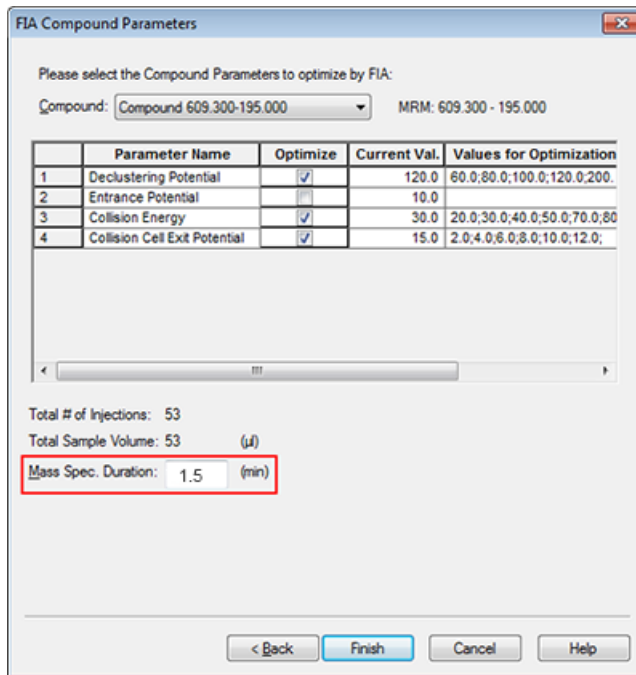 FIA Compound Parameters
Please select the Compound Parameters to optimize by FIA:
Compound: Compound 609.300-195.000 MRM: 609.300 - 195.000
Parameter Name Optimize Current Val. Values for Optimization
1 Declustering Potential 120.0 60.0;80.0;100.0;120.0;200.
2 Entrance Potential 10.0
3 Collision Energy 30.0 20.0;30.0;40.0;50.0;70.0;80
4 Collision Cell Exit Potential 15.0 2.0;4.0;6.0;8.0;10.0;12.0;
Total # of Injections: 53
Total Sample Volume: 53 (µl)
Mass Spec. Duration: 1.5 (min)
< Back Finish Cancel Help